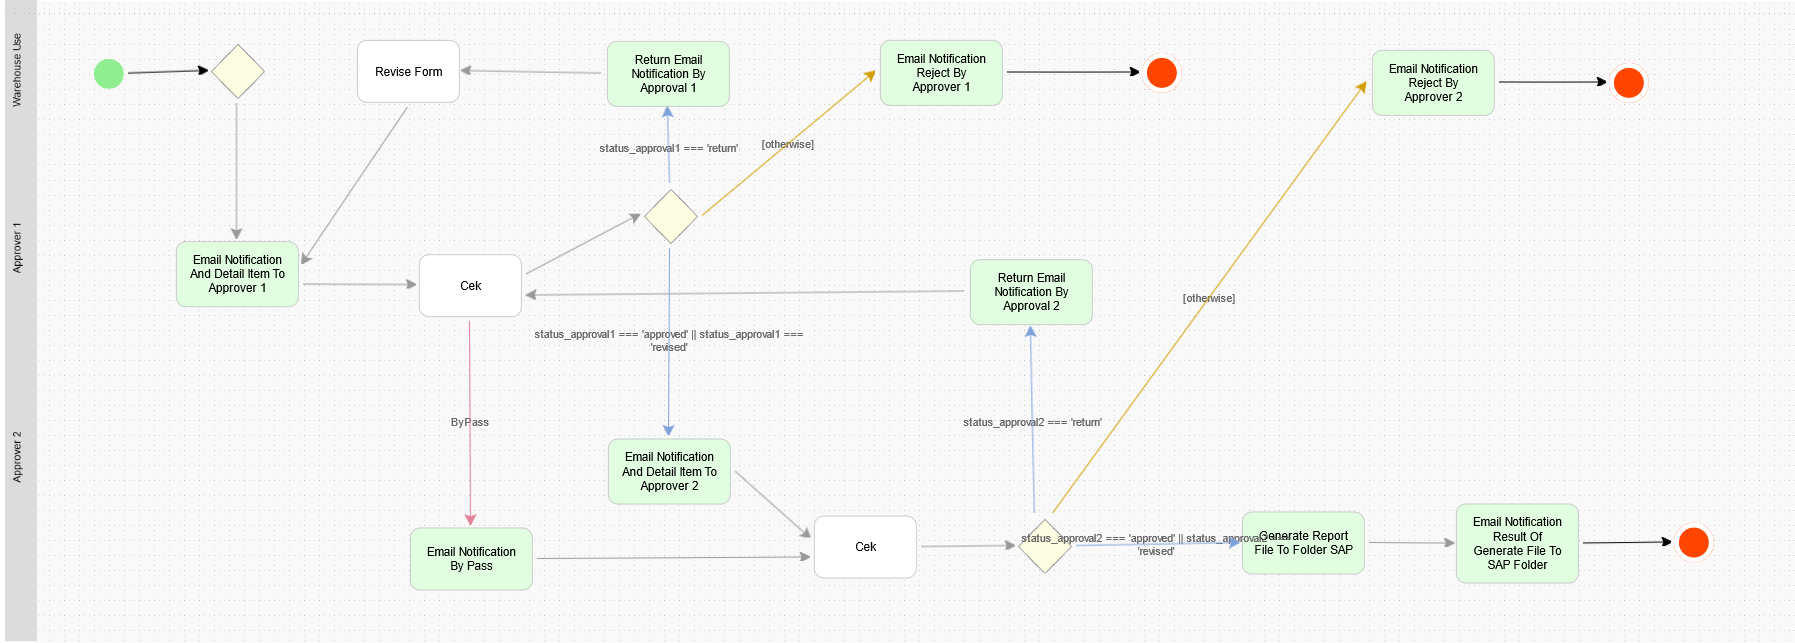 Warehouse Use
Revise Form
Return Email
Notification By
Approval 1
Email Notification
Reject By
Approver 1
Email Notification
Reject By
Approver 2
status_approval1 === 'return'
[otherwise]
Approver 1
Email Notification
And Detail Item To
Approver 1
Cek
Return Email
Notification By
Approval 2
[otherwise]
status_approval1 === 'approved' || status_approval1 ===
'revised'
ByPass
status_approval2 === 'return'
Approver 2
Email Notification
And Detail Item To
Approver 2
Email Notification
By Pass
Cek
status_approval2 === 'approved' || status_approval2 ===
'revised'
Generate Report
File To Folder SAP
Email Notification
Result Of
Generate File To
SAP Folder